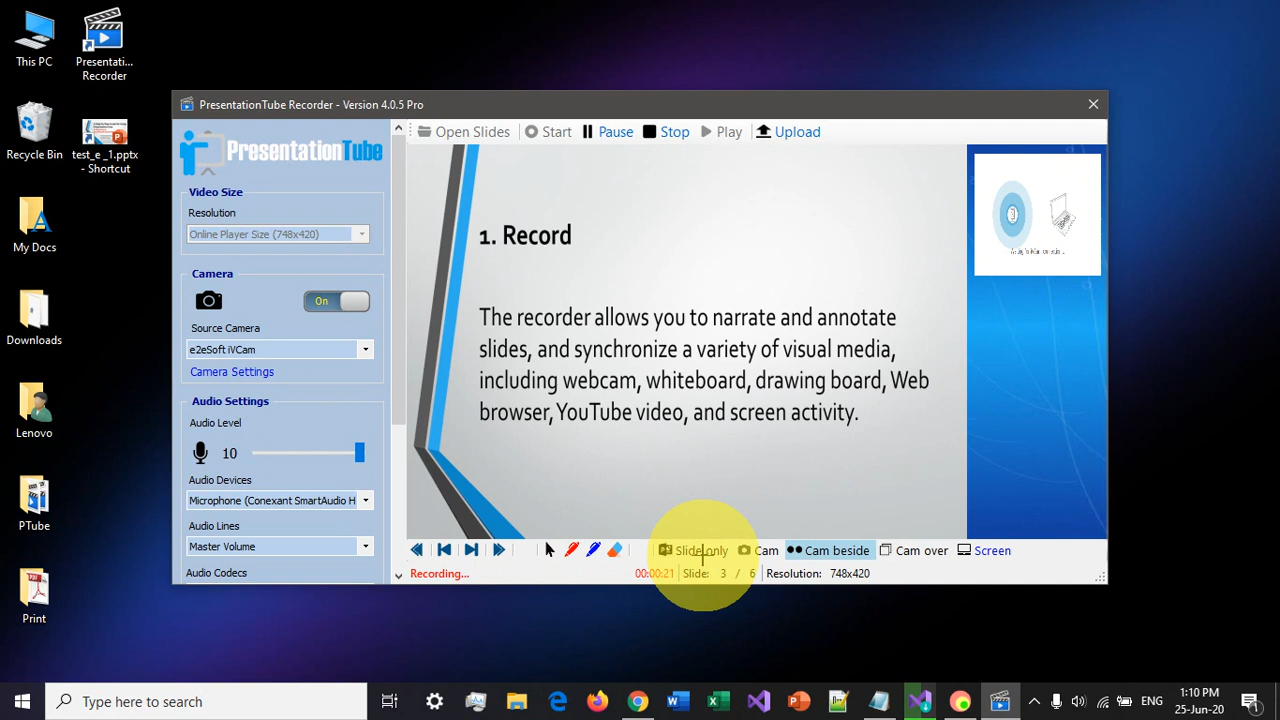 This PC
Presentati...
Recorder
Recycle Bin
test_e _1.pptx
- Shortcut
My Docs
Downloads
Lenovo
PTube
Print
PresentationTube Recorder - Version 4.0.5 Pro
PresentationTube
Open Slides
Start
Pause
Stop
Play
Upload
Video Size
Resolution
Online Player Size (748x420)
Camera
On
Source Camera
e2eSoft iVCam
Camera Settings
Audio Settings
Audio Level
10
Audio Devices
Microphone (Conexant SmartAudio H
Audio Lines
Master Volume
Audio Codecs
1. Record
The recorder allows you to narrate and annotate
slides, and synchronize a variety of visual media,
including webcam, whiteboard, drawing board, Web
browser, YouTube video, and screen activity.
Slide only
Cam
Cam beside
Cam over
Screen
Recording...
00:00:21
Slide: 3 / 6
Resolution: 748x420
Type here to search
ENG
1:10 PM
25-Jun-20